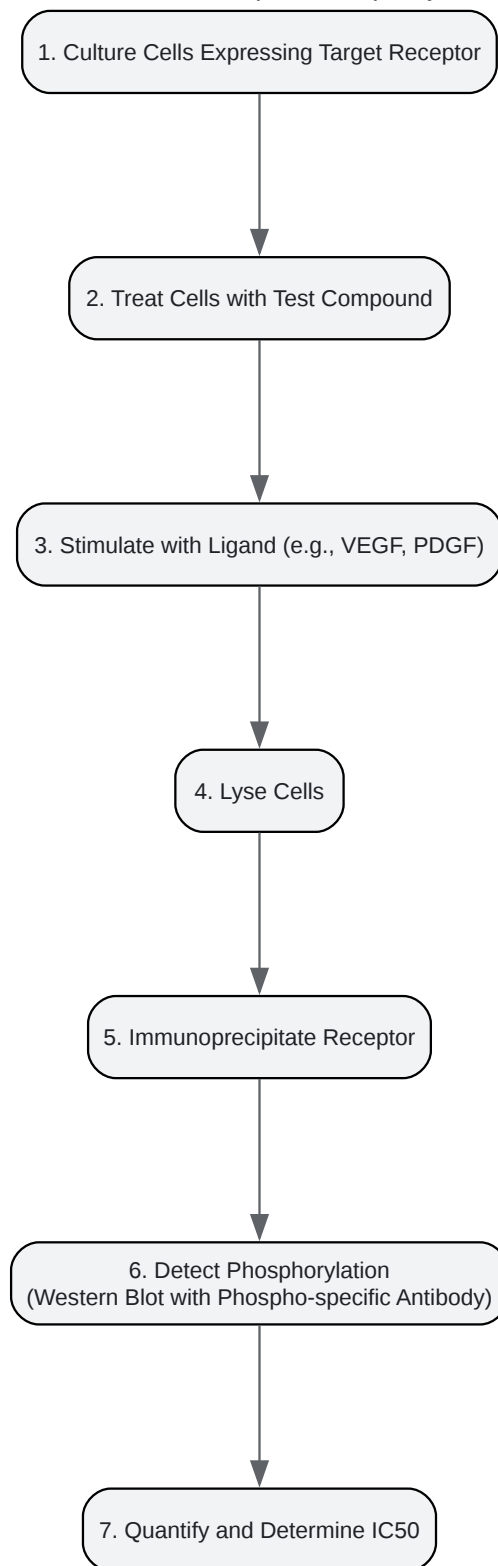 1. Culture Cells Expressing Target Receptor
2. Treat Cells with Test Compound
3. Stimulate with Ligand (e.g., VEGF, PDGF)
4. Lyse Cells
5. Immunoprecipitate Receptor
6. Detect Phosphorylation
(Western Blot with Phospho-specific Antibody)
7. Quantify and Determine IC50